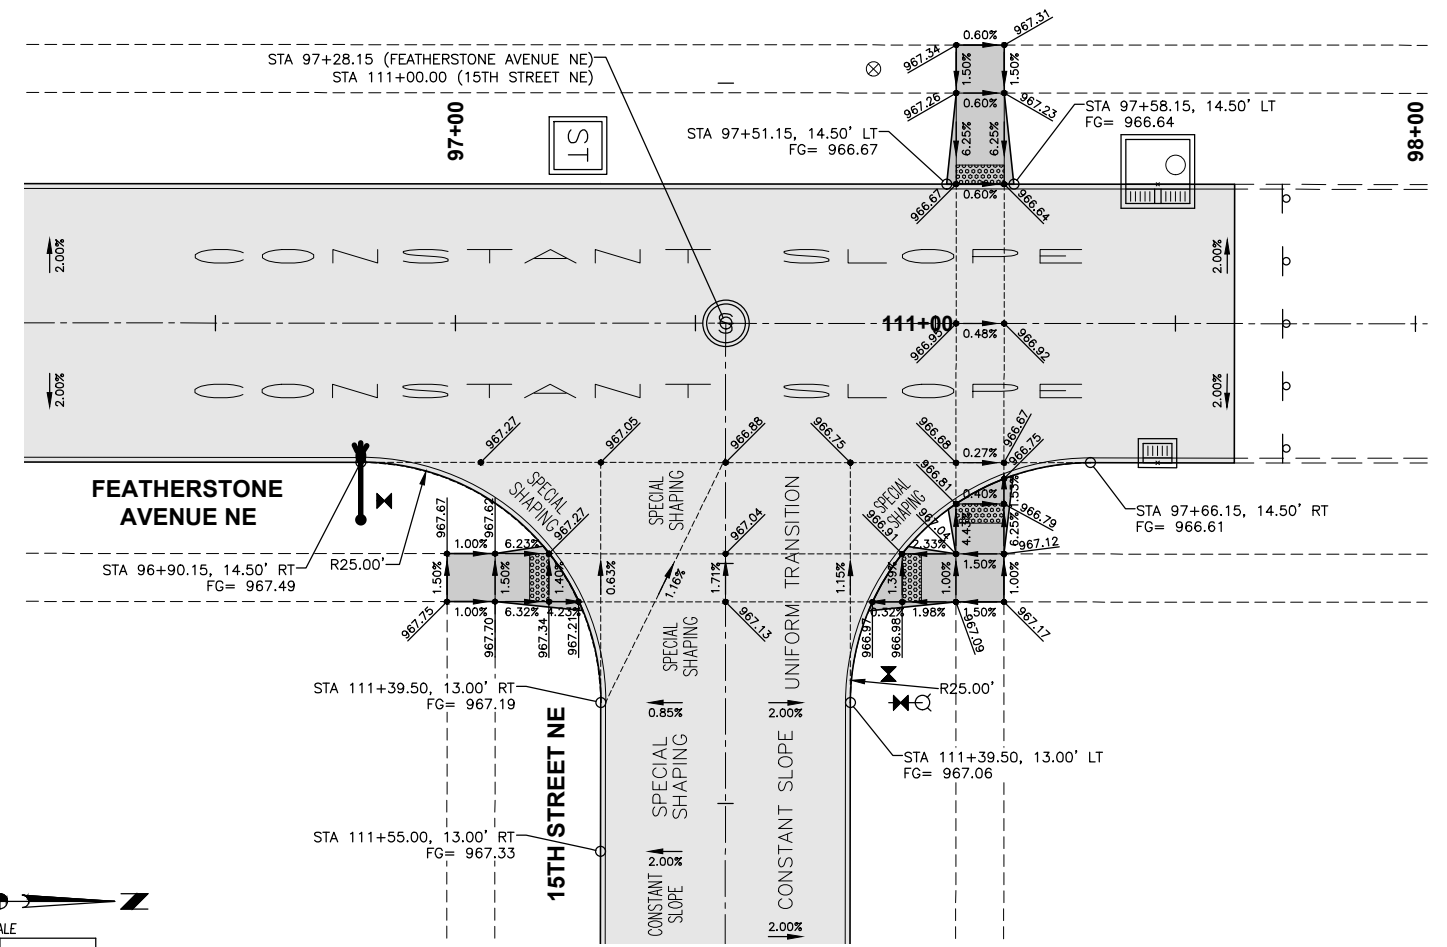 967.31
0.60%
967.34
1.50%
1.50%
STA 97+28.15 (FEATHERSTONE AVENUE NE)
STA 111+00.00 (15TH STREET NE)
967.26
0.60%
967.23
STA 97+58.15, 14.50' LT
FG= 966.64
97+00
98+00
ST
STA 97+51.15, 14.50' LT
FG= 966.67
6.25%
6.25%
0.60%
966.67
966.64
2.00%
CONSTANT SLOPE
2.00%
S
111+00
966.95
0.48%
966.92
2.00%
CONSTANT SLOPE
2.00%
967.27
967.05
966.88
966.75
966.68
0.27%
966.67
966.75
966.81
FEATHERSTONE
AVENUE NE
SPECIAL
SHAPING
SPECIAL
SHAPING
UNIFORM TRANSITION
SPECIAL
SHAPING
0.40%
1.53%
966.79
967.67
967.62
967.27
967.04
966.91
967.04
6.25%
967.12
STA 97+66.15, 14.50' RT
FG= 966.61
STA 96+90.15, 14.50' RT
FG= 967.49
R25.00'
1.00%
6.23%
2.33%
1.50%
1.50%
1.50%
1.40%
0.63%
1.16%
1.71%
1.15%
1.39%
1.00%
1.00%
967.75
1.00%
967.70
6.32%
967.34
4.23%
967.21
967.13
966.97
0.32%
966.98
1.98%
967.09
1.50%
967.17
SPECIAL
SHAPING
STA 111+39.50, 13.00' RT
FG= 967.19
R25.00'
0.85%
2.00%
STA 111+39.50, 13.00' LT
FG= 967.06
15TH STREET NE
SPECIAL
SHAPING
CONSTANT SLOPE
STA 111+55.00, 13.00' RT
FG= 967.33
2.00%
CONSTANT
SLOPE
2.00%
Z
ALE